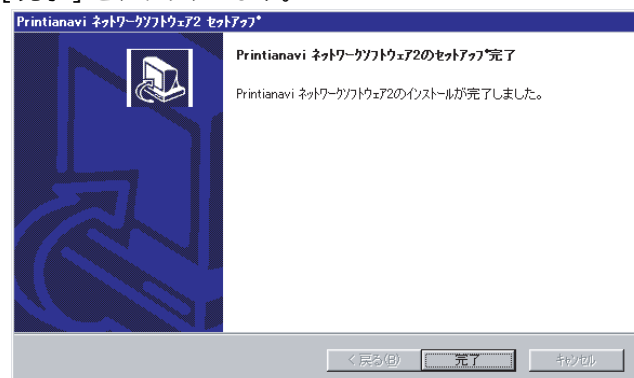 Printianavi ネットワークソフトウェア2 セットアップ
Printianavi ネットワークソフトウェア2のセットアップ完了
Printianavi ネットワークソフトウェア2のインストールが完了しました。
< 戻る(B)
完了
キャンセル